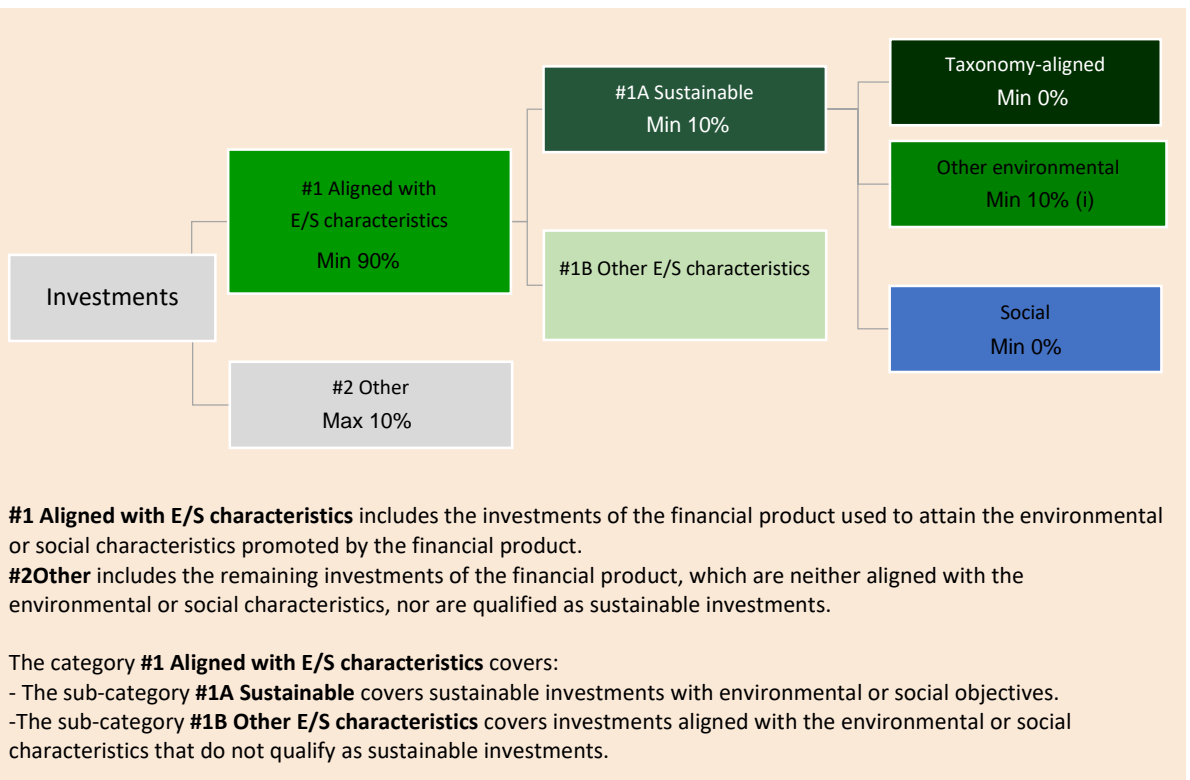 Investments
#1 Aligned with
E/S characteristics
Min 90%
#2 Other
Max 10%
#1A Sustainable
Min 10%
#1B Other E/S characteristics
Taxonomy-aligned
Min 0%
Other environmental
Min 10% (i)
Social
Min 0%
#1 Aligned with E/S characteristics includes the investments of the financial product used to attain the environmental
or social characteristics promoted by the financial product.
#2Other includes the remaining investments of the financial product, which are neither aligned with the
environmental or social characteristics, nor are qualified as sustainable investments.
The category #1 Aligned with E/S characteristics covers:
- The sub-category #1A Sustainable covers sustainable investments with environmental or social objectives.
-The sub-category #1B Other E/S characteristics covers investments aligned with the environmental or social
characteristics that do not qualify as sustainable investments.